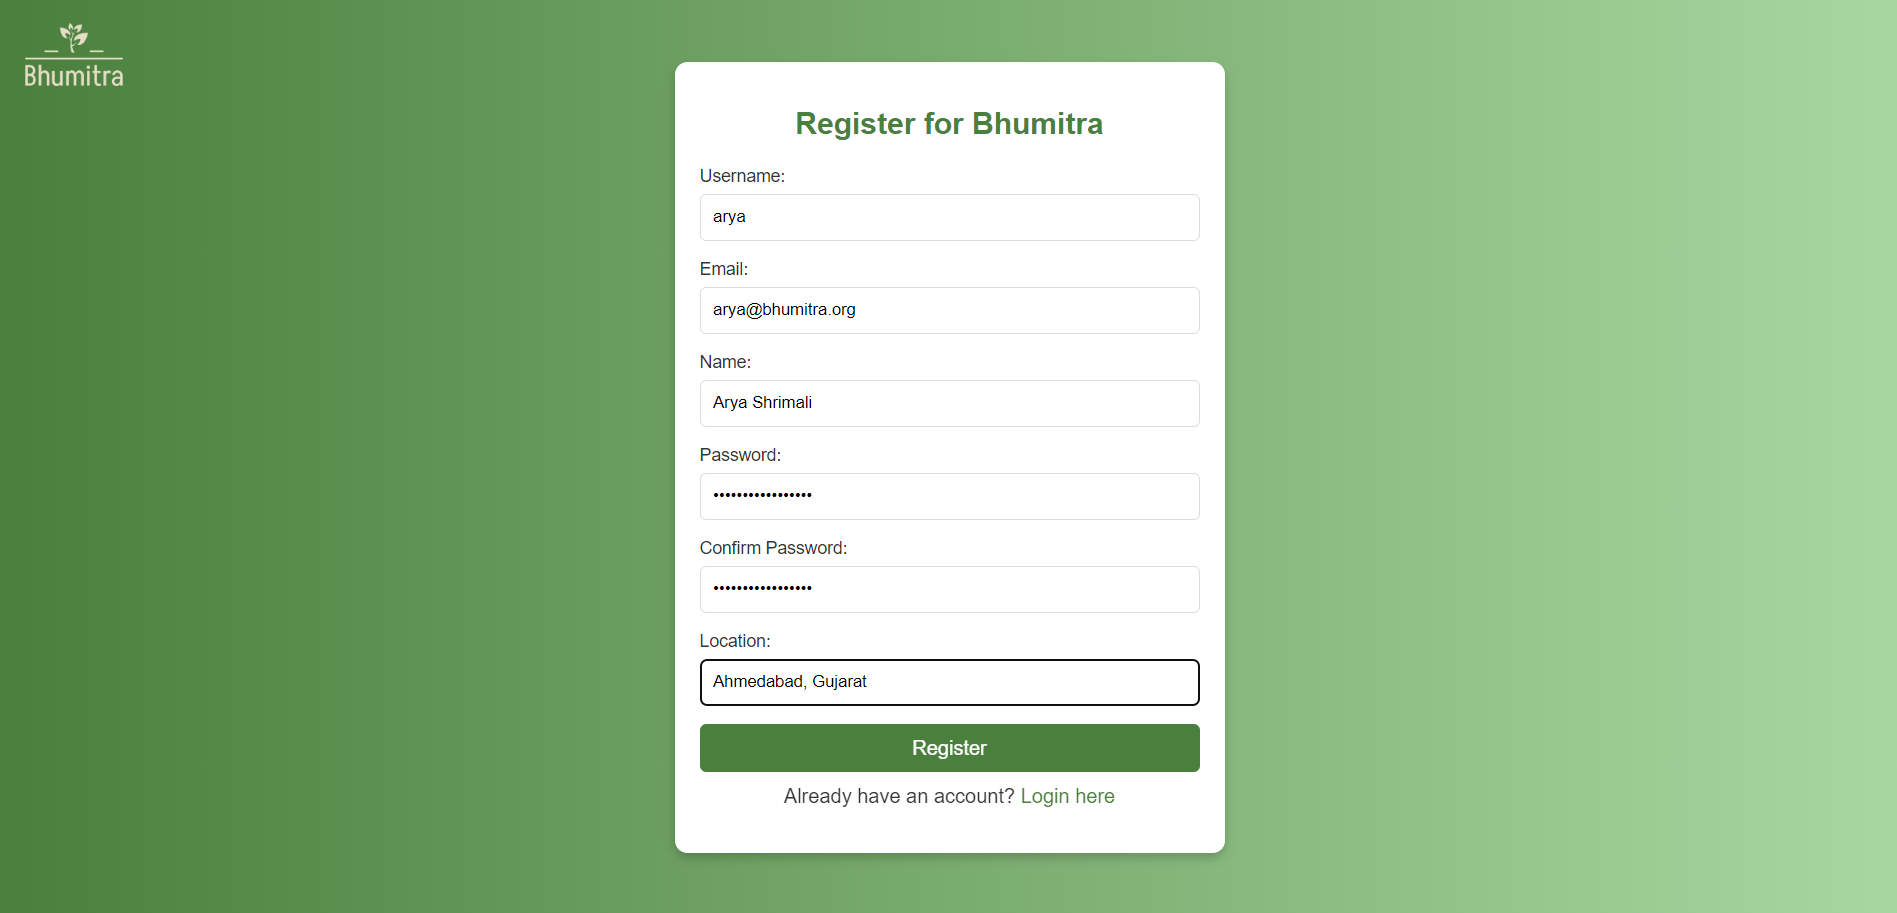 Bhumitra
Register for Bhumitra
Username:
arya
Email:
arya@bhumitra.org
Name:
Arya Shrimali
Password:
•••••••••••••••••
Confirm Password:
•••••••••••••••••
Location:
Ahmedabad, Gujarat
Register
Already have an account? Login here